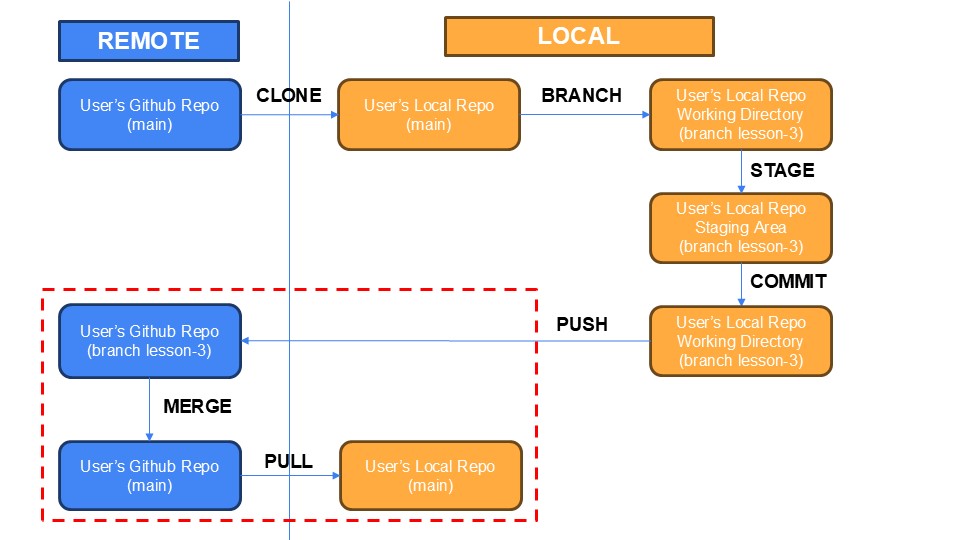 REMOTE
LOCAL
User's Github Repo
(main)
CLONE
User's Local Repo
(main)
BRANCH
User's Local Repo
Working Directory
(branch lesson-3)
STAGE
User's Local Repo
Staging Area
(branch lesson-3)
COMMIT
User's Local Repo
Working Directory
(branch lesson-3)
PUSH
User's Github Repo
(branch lesson-3)
MERGE
User's Github Repo
(main)
PULL
User's Local Repo
(main)